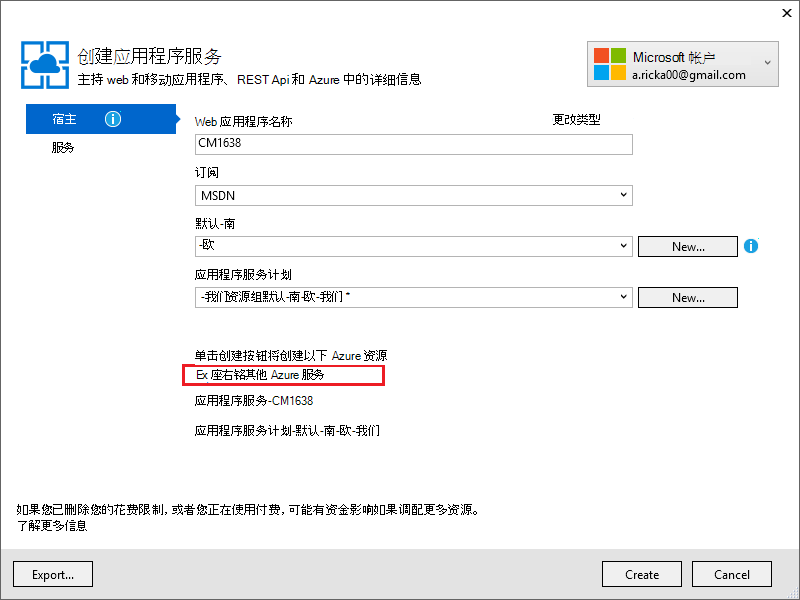 创建应用程序服务
主持 web 和移动应用程序、REST Api 和 Azure 中的详细信息
Microsoft 帐户
a.ricka00@gmail.com
宿主
服务
Web 应用程序名称
更改类型
CM1638
订阅
MSDN
默认-南
-欧
New...
应用程序服务计划
-我们资源组默认-南-欧-我们 *
New...
单击创建按钮将创建以下 Azure 资源
Ex 座右铭其他 Azure 服务
应用程序服务-CM1638
应用程序服务计划-默认-南-欧-我们
如果您已删除您的花费限制, 或者您正在使用付费, 可能有资金影响如果调配更多资源。
了解更多信息
Export...
Create
Cancel